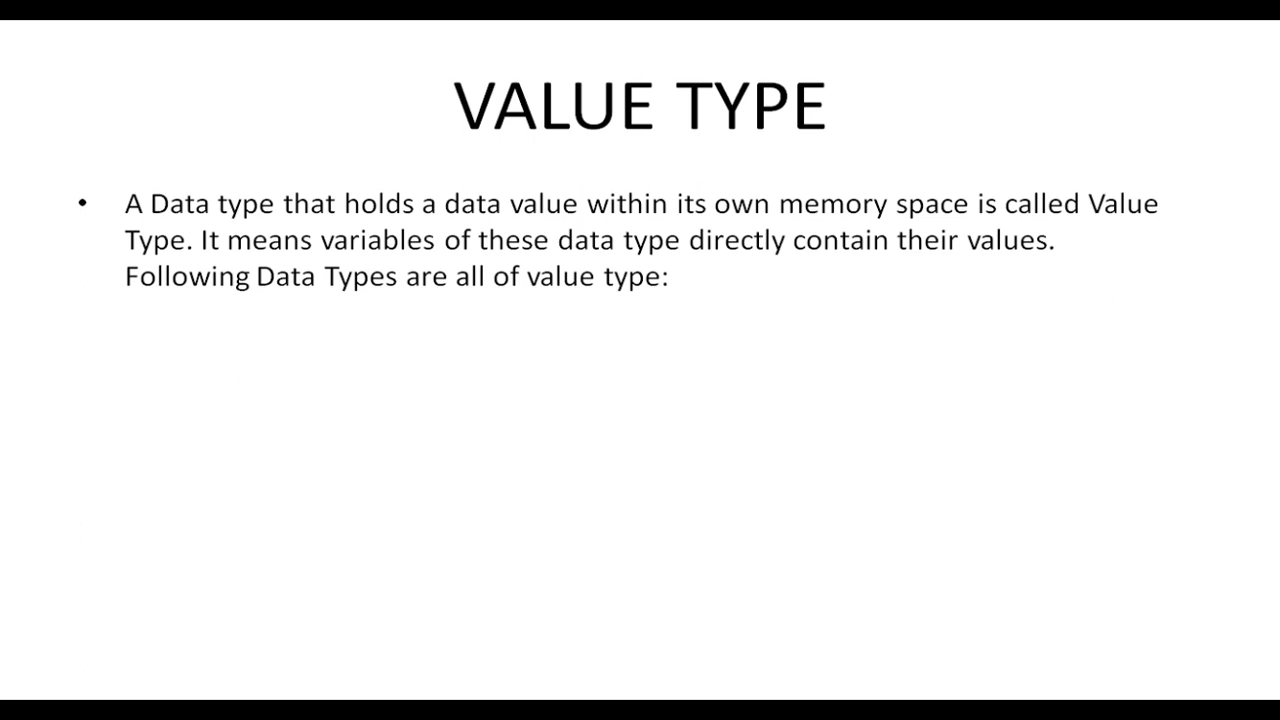 VALUE TYPE
• A Data type that holds a data value within its own memory space is called Value
Type. It means variables of these data type directly contain their values.
Following Data Types are all of value type: